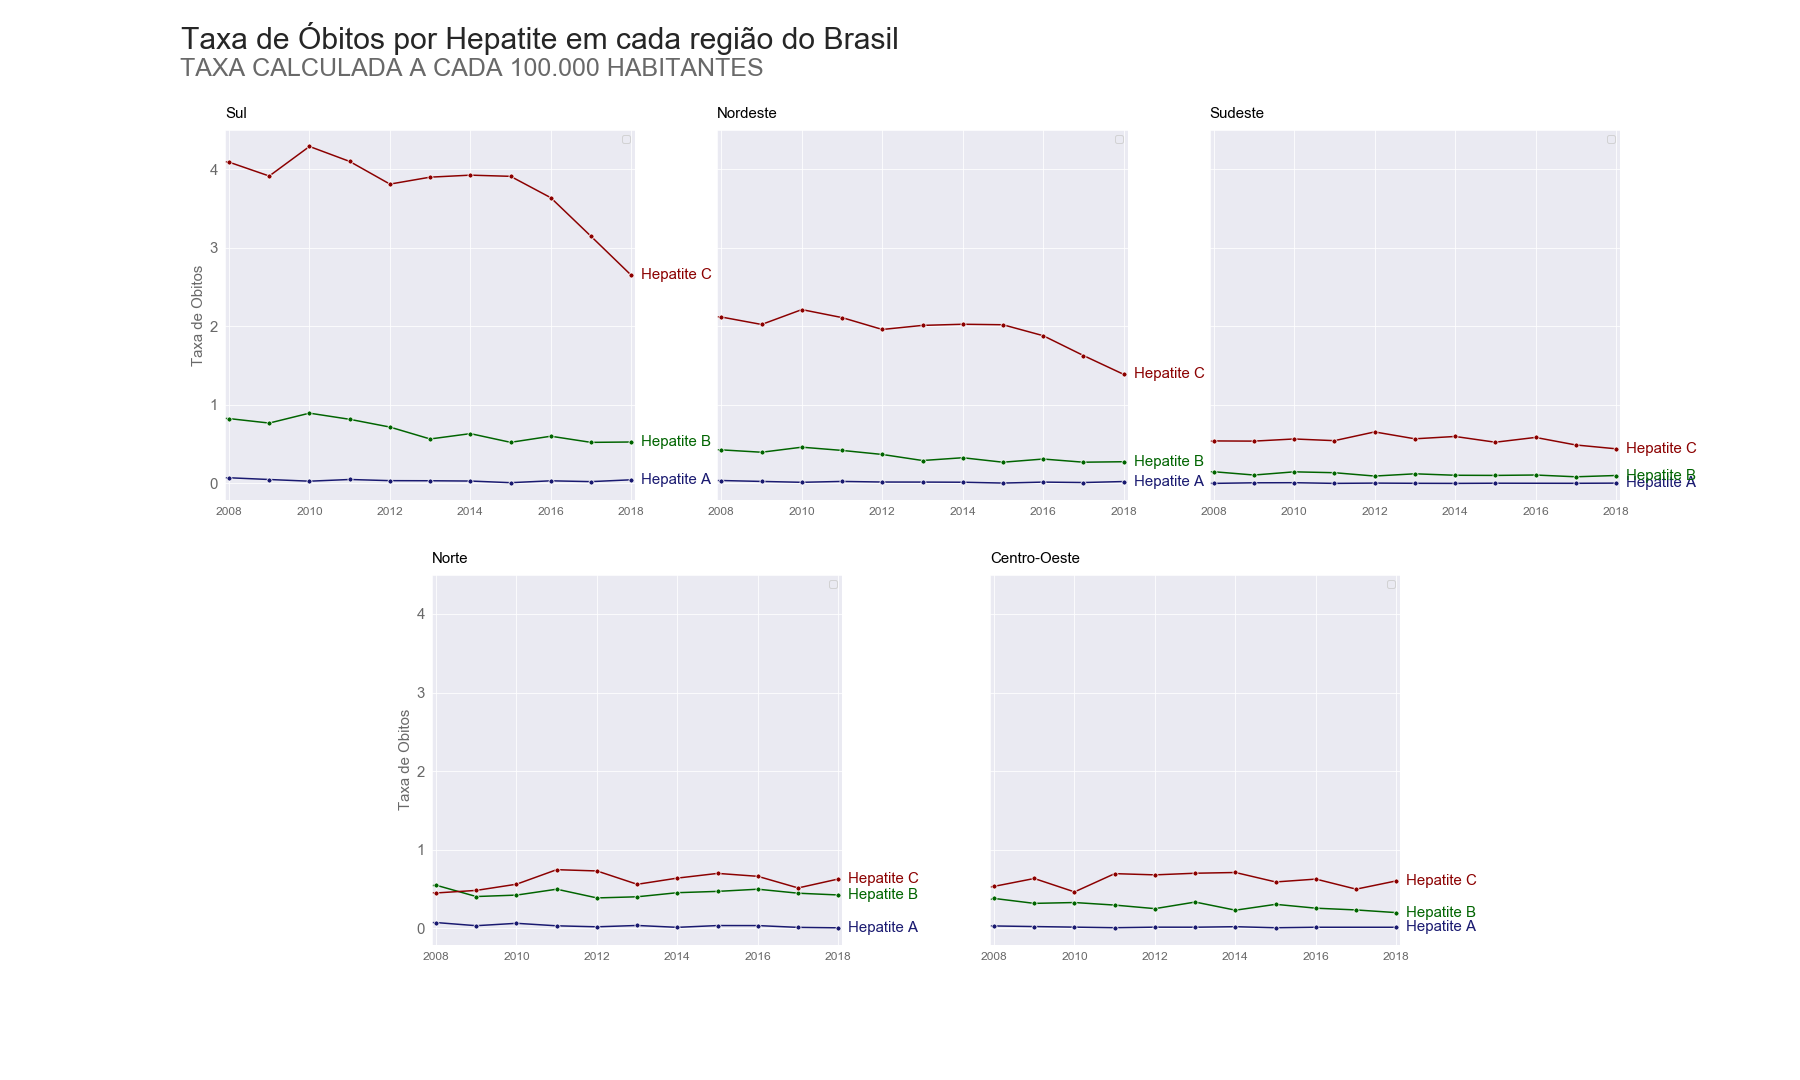 Taxa de Óbitos por Hepatite em cada região do Brasil
TAXA CALCULADA A CADA 100.000 HABITANTES
Sul
Nordeste
Sudeste
Taxa de Obitos
4
3
2
1
0
Hepatite C
Hepatite B
Hepatite A
2008 2010 2012 2014 2016 2018
Hepatite C
Hepatite B
Hepatite A
2008 2010 2012 2014 2016 2018
Hepatite C
Hepatite B
Hepatite A
2008 2010 2012 2014 2016 2018
Norte
Centro-Oeste
Taxa de Obitos
4
3
2
1
0
Hepatite C
Hepatite B
Hepatite A
2008 2010 2012 2014 2016 2018
Hepatite C
Hepatite B
Hepatite A
2008 2010 2012 2014 2016 2018